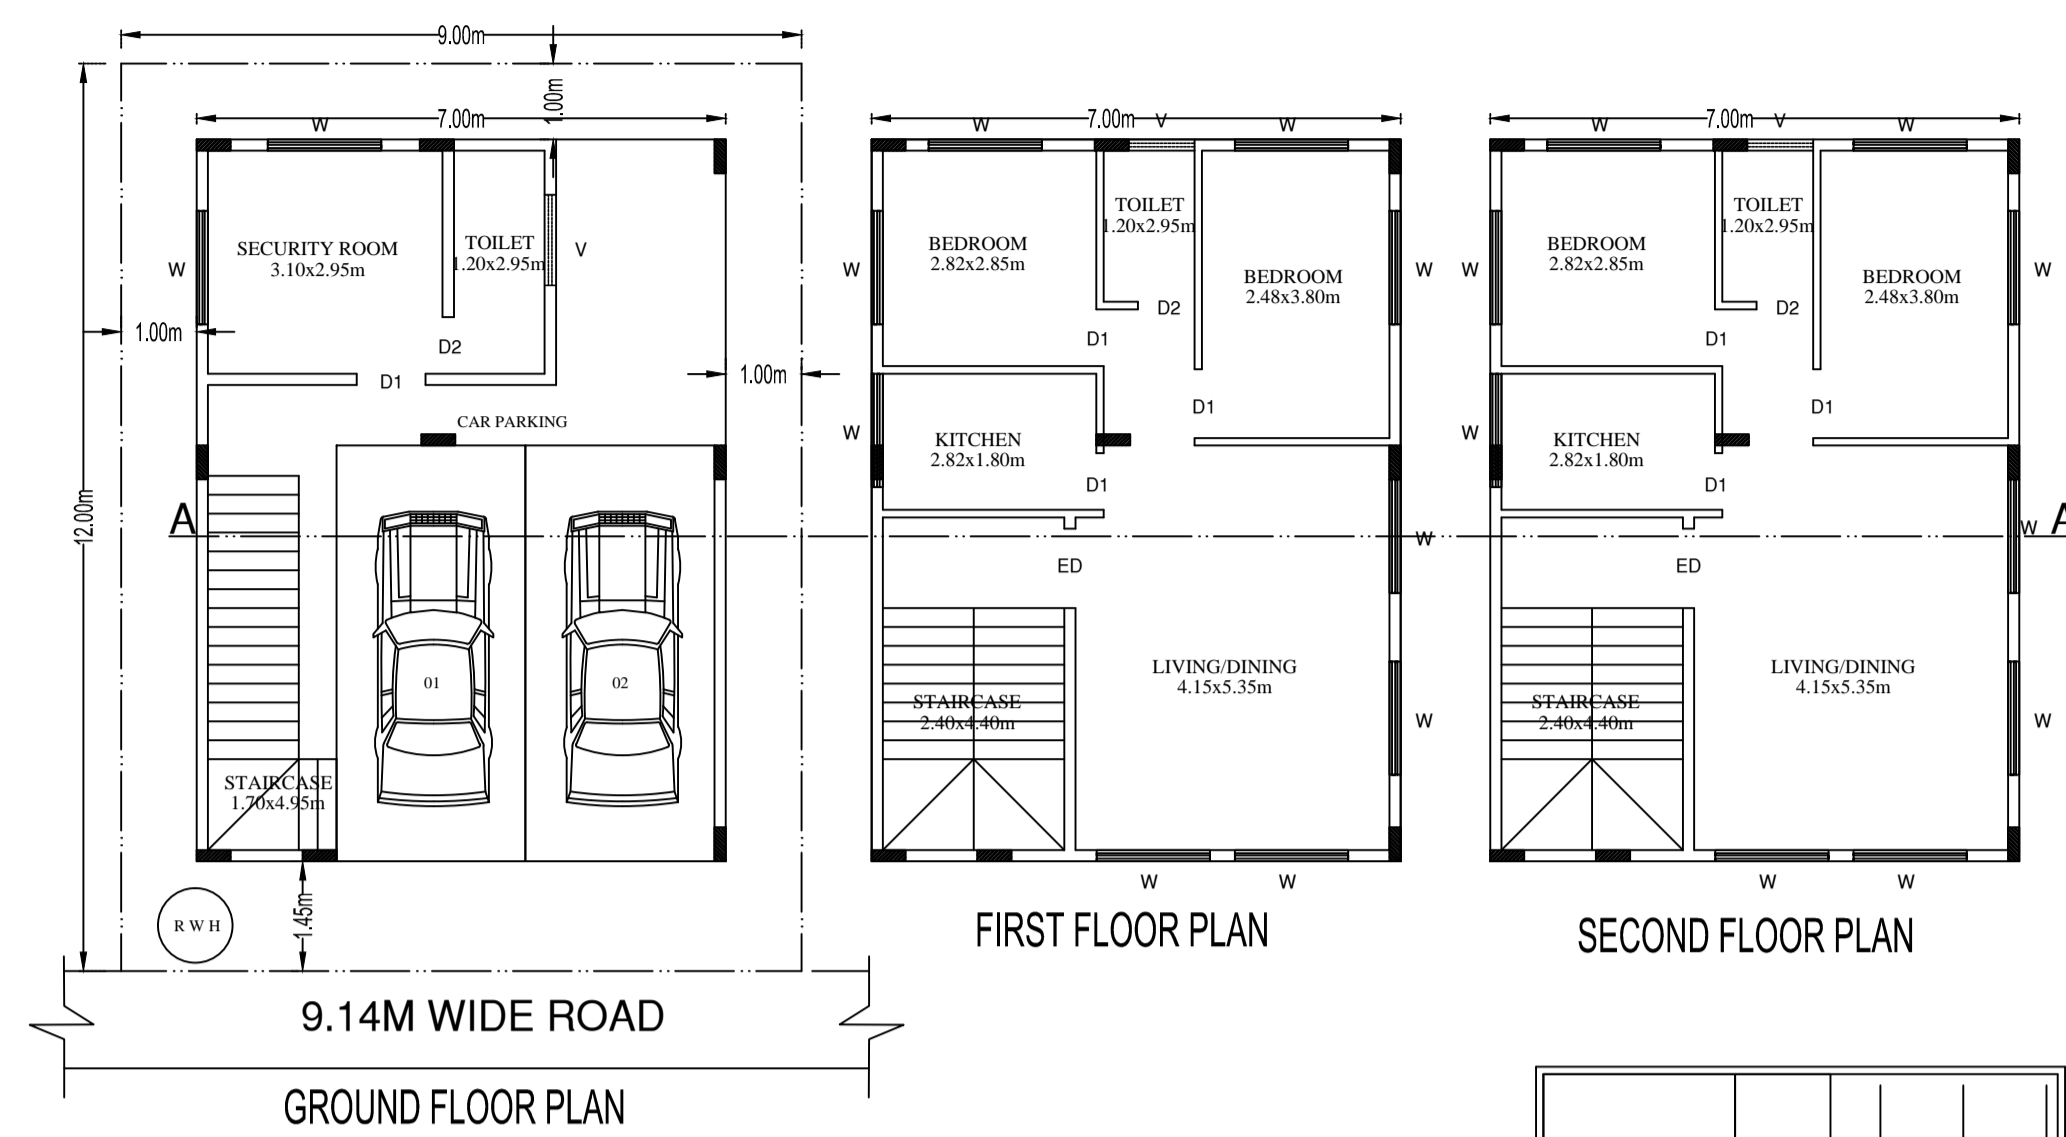 9.00m
1.00m
7.00m
W
SECURITY ROOM
3.10x2.95m
TOILET
1.20x2.95m
V
W
1.00m
D2
D1
1.00m
CAR PARKING
12.00m
A
01
02
STAIRCASE
1.70x4.95m
R W H
1.45m
9.14M WIDE ROAD
GROUND FLOOR PLAN
7.00m
W
V
W
BEDROOM
2.82x2.85m
TOILET
1.20x2.95m
BEDROOM
2.48x3.80m
W
W
D2
D1
D1
W
KITCHEN
2.82x1.80m
D1
W
ED
LIVING/DINING
4.15x5.35m
STAIRCASE
2.40x4.40m
W
W
W
FIRST FLOOR PLAN
7.00m
W
V
W
BEDROOM
2.82x2.85m
TOILET
1.20x2.95m
BEDROOM
2.48x3.80m
W
W
D2
D1
D1
W
KITCHEN
2.82x1.80m
D1
W
A
ED
LIVING/DINING
4.15x5.35m
STAIRCASE
2.40x4.40m
W
W
W
SECOND FLOOR PLAN